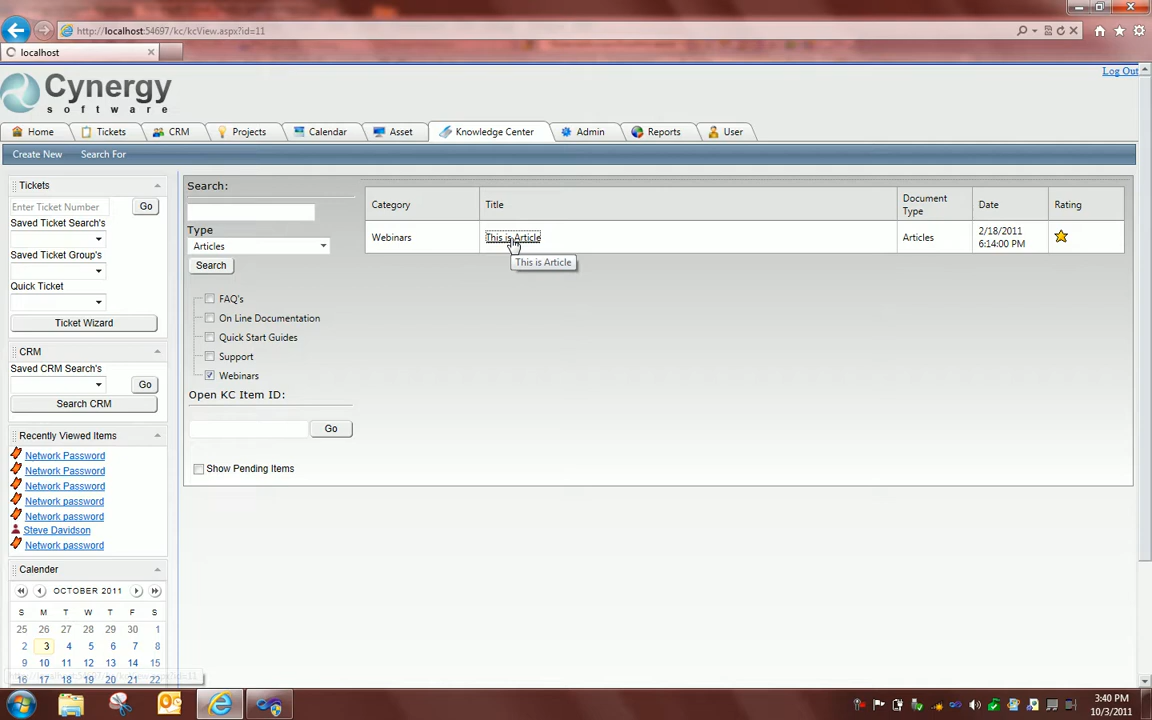 http://localhost:54697/kc/kcView.aspx?id=11
localhost
Log Out
Cynergy
software
Home
Tickets
CRM
Projects
Calendar
Asset
Knowledge Center
Admin
Reports
User
Create New
Search For
Tickets
Enter Ticket Number
Go
Saved Ticket Search's
Saved Ticket Group's
Quick Ticket
Ticket Wizard
CRM
Saved CRM Search's
Go
Search CRM
Recently Viewed Items
Network Password
Network Password
Network Password
Network password
Network password
Steve Davidson
Network password
Calender
OCTOBER 2011
S M T W T F S
25 26 27 28 29 30 1
2 3 4 5 6 7 8
9 10 11 12 13 14 15
16 17 18 19 20 21 22
Search:
Type
Articles
Search
FAQ's
On Line Documentation
Quick Start Guides
Support
Webinars
Open KC Item ID:
Go
Show Pending Items
Category Title Document Type Date Rating
Webinars This is Article Articles 2/18/2011 6:14:00 PM
This is Article
3:40 PM
10/3/2011